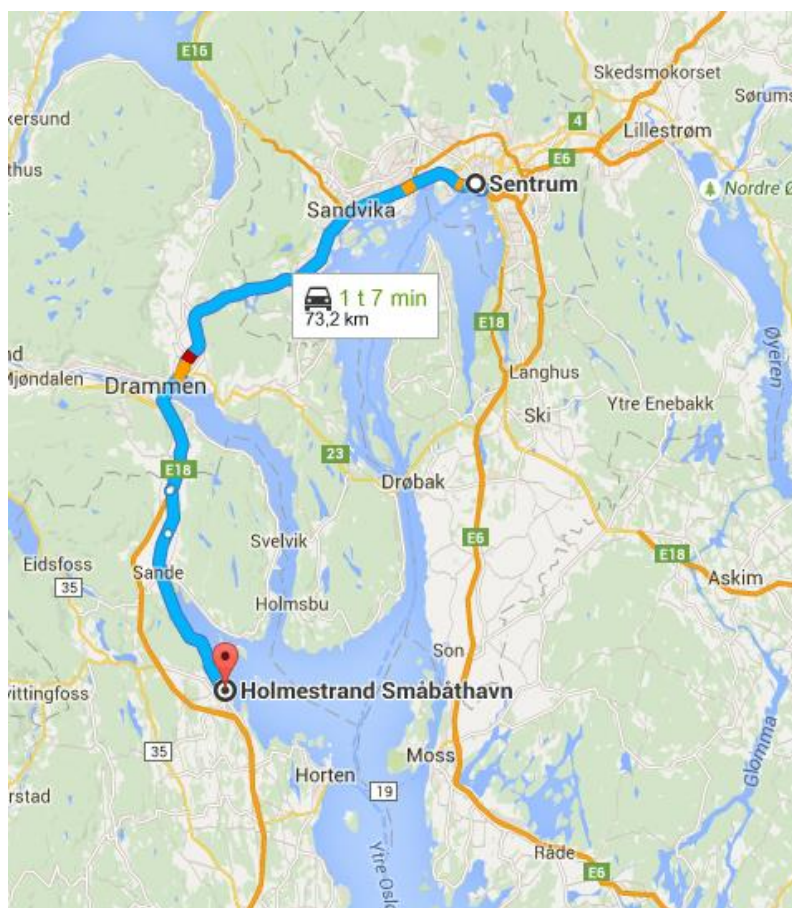 E16
Skedsmokorset
Sørums
kersund
4
Lillestrøm
thus
E6
Sentrum
Nordre Ø
Sandvika
1 t 7 min
73,2 km
E18
Øyeren
nd
Langhus
Mjøndalen
Drammen
Ski
Ytre Enebakk
23
E18
Drøbak
Svelvik
E6
E18
Eidsfoss
Sande
Askim
35
Holmsbu
Son
vittingfoss
Holmestrand Småbåthavn
Glomma
35
Moss
Horten
19
rstad
Ytre Oslo
Råde
E6